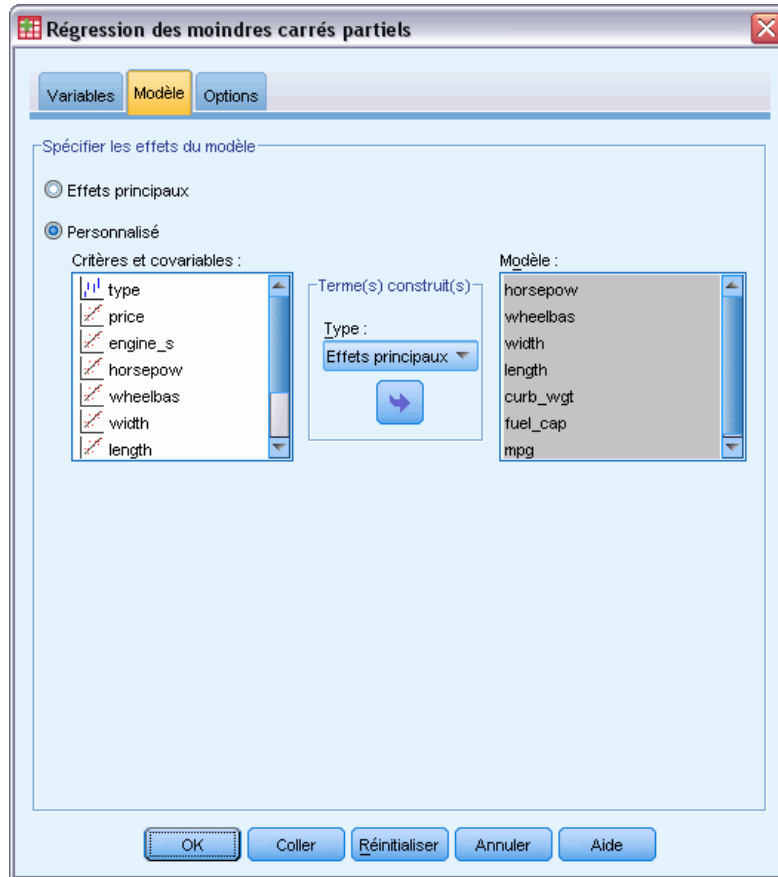 Régression des moindres carrés partiels
Variables
Modèle
Options
Spécifier les effets du modèle
Effets principaux
Personnalisé
Critères et covariables :
type
price
engine_s
horsepow
wheelbas
width
length
Terme(s) construit(s)
Type :
Effets principaux
Modèle :
horsepow
wheelbas
width
length
curb_wgt
fuel_cap
mpg
OK
Coller
Réinitialiser
Annuler
Aide